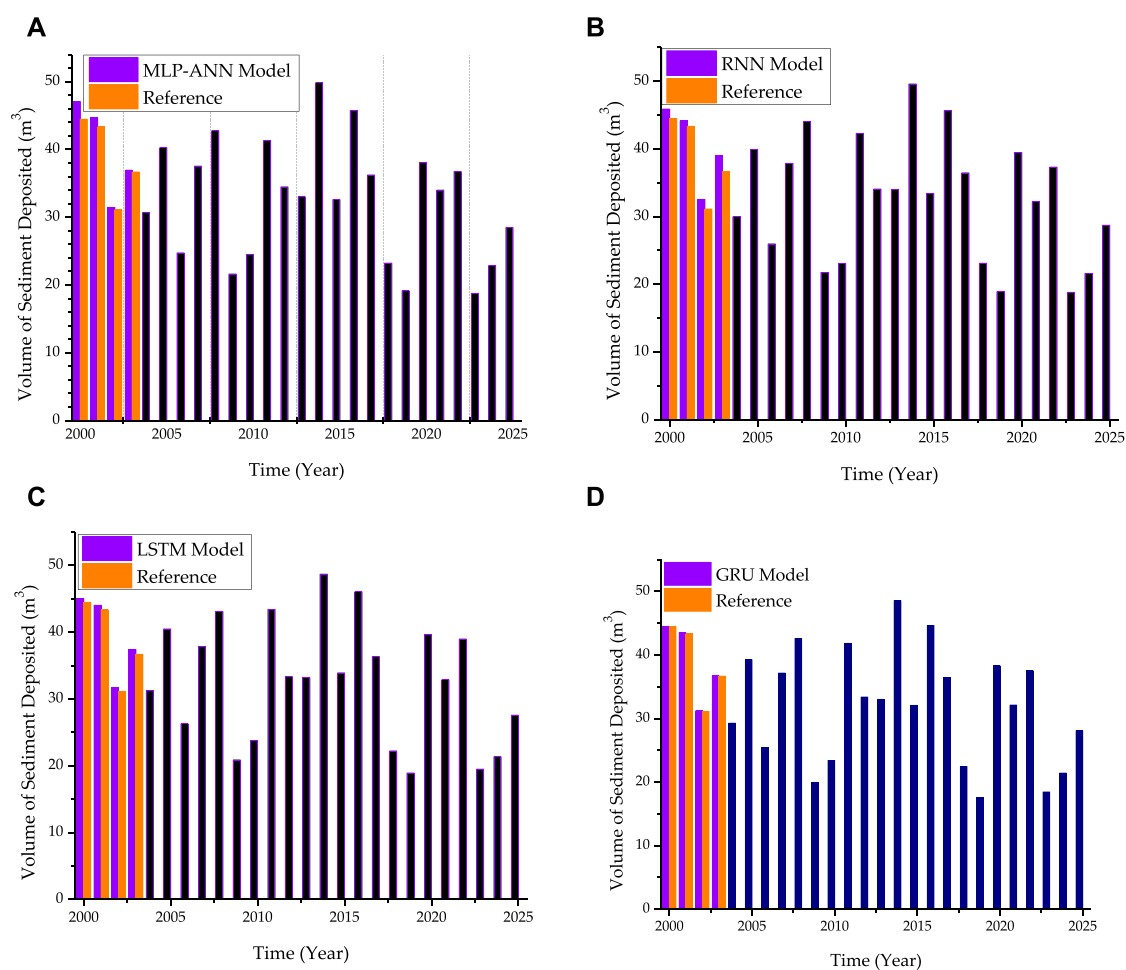 A
MLP-ANN Model
Reference
Volume of Sediment Deposited (m³)
50
40
30
20
10
0
2000 2005 2010 2015 2020 2025
Time (Year)
B
RNN Model
Reference
Volume of Sediment Deposited (m³)
50
40
30
20
10
0
2000 2005 2010 2015 2020 2025
Time (Year)
C
LSTM Model
Reference
Volume of Sediment Deposited (m³)
50
40
30
20
10
0
2000 2005 2010 2015 2020 2025
Time (Year)
D
GRU Model
Reference
Volume of Sediment Deposited (m³)
50
40
30
20
10
0
2000 2005 2010 2015 2020 2025
Time (Year)